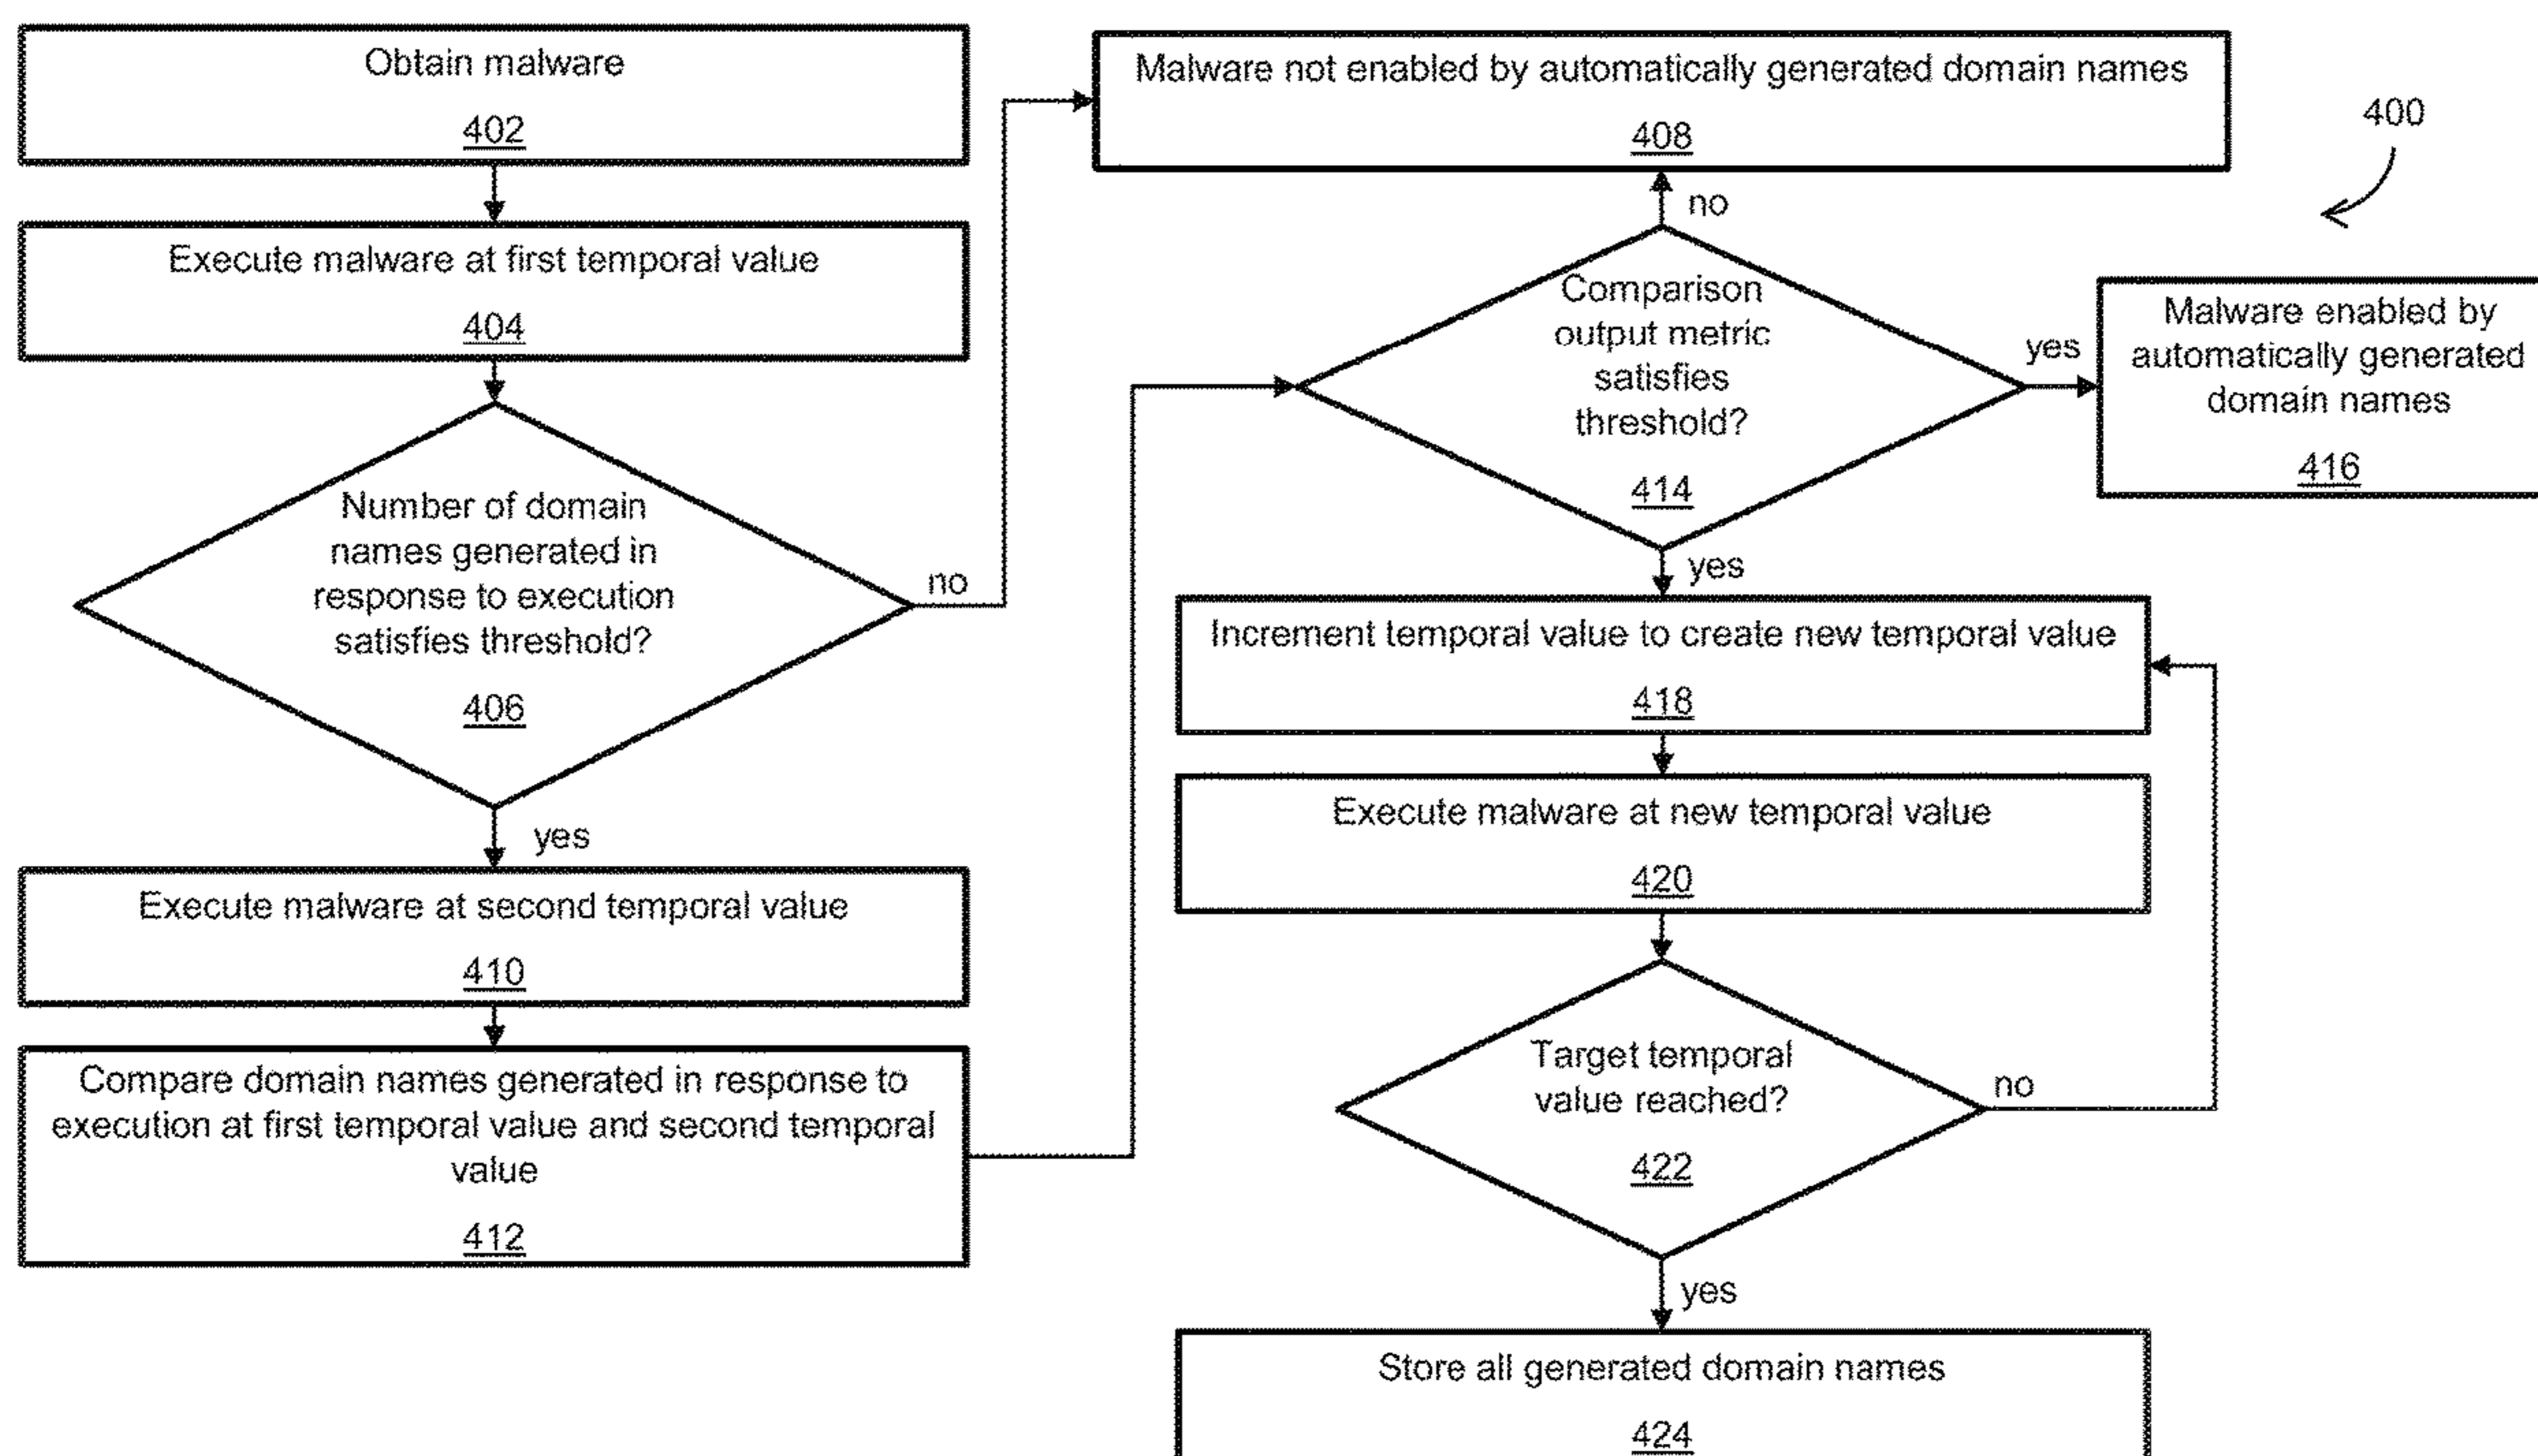 Obtain malware
402
Execute malware at first temporal value
404
Number of domain
names generated in
response to execution
satisfies threshold?
406
no
yes
Execute malware at second temporal value
410
Compare domain names generated in response to
execution at first temporal value and second temporal
value
412
Malware not enabled by automatically generated domain names
408
400
no
Comparison
output metric
satisfies
threshold?
414
yes
Malware enabled by
automatically generated
domain names
416
yes
Increment temporal value to create new temporal value
418
Execute malware at new temporal value
420
Target temporal
value reached?
422
no
yes
Store all generated domain names
424